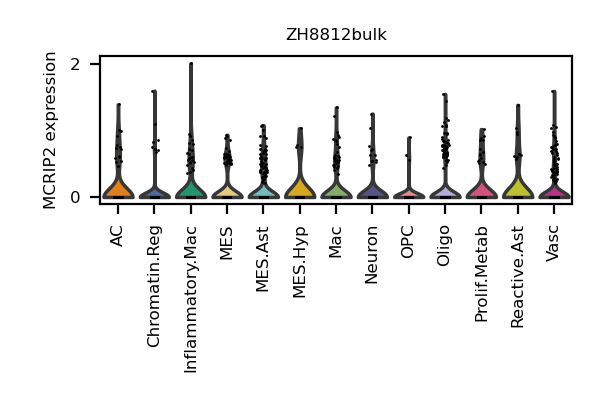 ZH8812bulk
MCRIP2 expression
2
0
AC
Chromatin.Reg
Inflammatory.Mac
MES
MES.Ast
MES.Hyp
Mac
Neuron
OPC
Oligo
Prolif.Metab
Reactive.Ast
Vasc